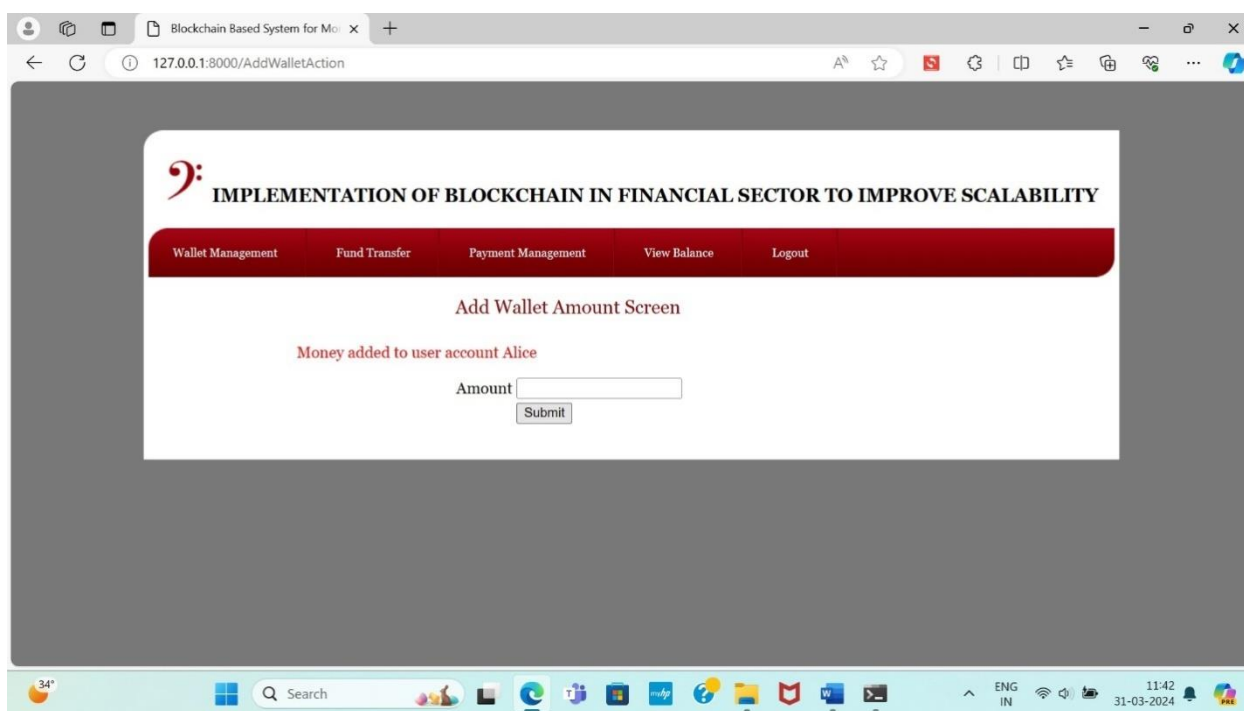 Blockchain Based System for Mo
127.0.0.1:8000/AddWalletAction
IMPLEMENTATION OF BLOCKCHAIN IN FINANCIAL SECTOR TO IMPROVE SCALABILITY
Wallet Management Fund Transfer Payment Management View Balance Logout
Add Wallet Amount Screen
Money added to user account Alice
Amount
Submit
34°
Search
myhp
ENG
IN
11:42
31-03-2024
PRE